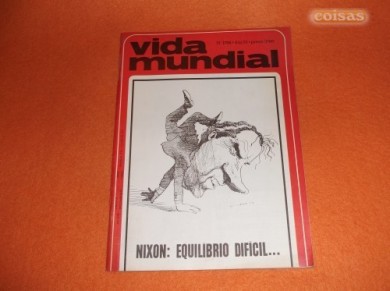 coisas
vida
mundial
NIXON: EQUILIBRIO DIFICIL...